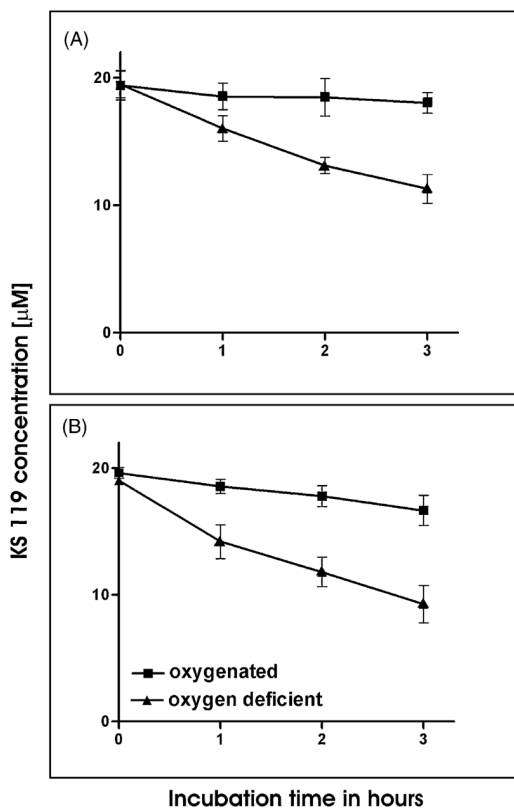 (A)
20
10
0
0 1 2 3
KS 119 concentration [μM]
(B)
20
10
0
oxygenated
oxygen deficient
0 1 2 3
Incubation time in hours